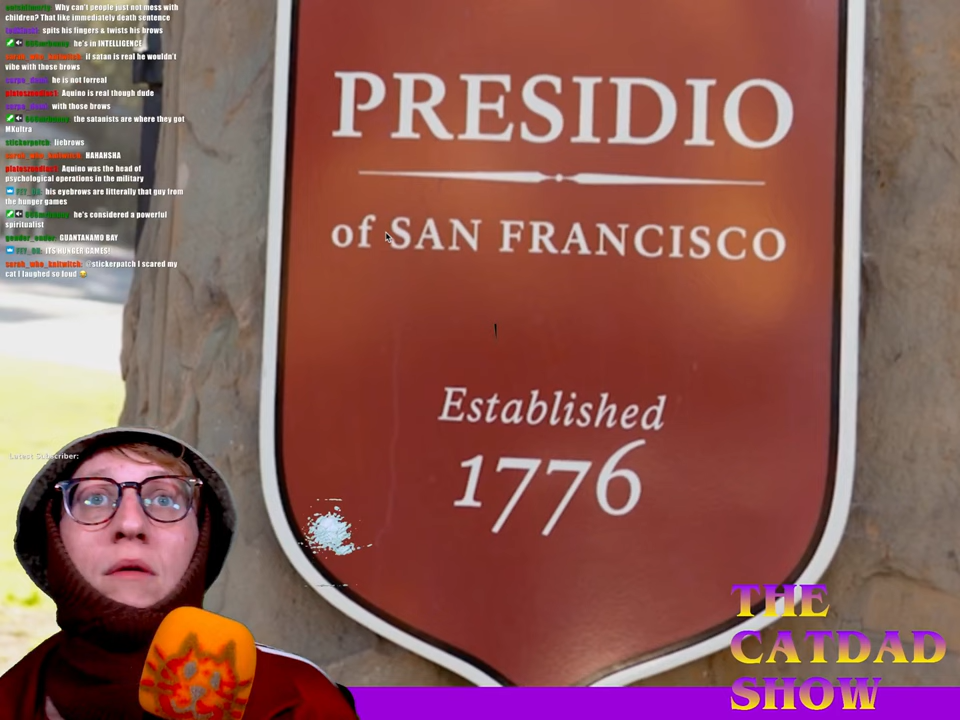 Why can't people just not mess with
children? That like immediately death sentence
spits his fingers & twists his brows
he's in INTELLIGENCE
if satan is real he wouldn't
vibe with those brows
he is not forreal
Aquino is real though dude
with those brows
the satanists are where they got
MKultra
stickerpatch: liebrows
HAHAHSHA
Aquino was the head of
psychological operations in the military
his eyebrows are litterally that guy from
the hunger games
he's considered a powerful
spiritualist
GUANTANAMO BAY
ITS HUNGER GAMES!
@stickerpatch I scared my
cat I laughed so loud 😂
PRESIDIO
of SAN FRANCISCO
Established
1776
Latest Subscriber:
THE
CATDAD
SHOW